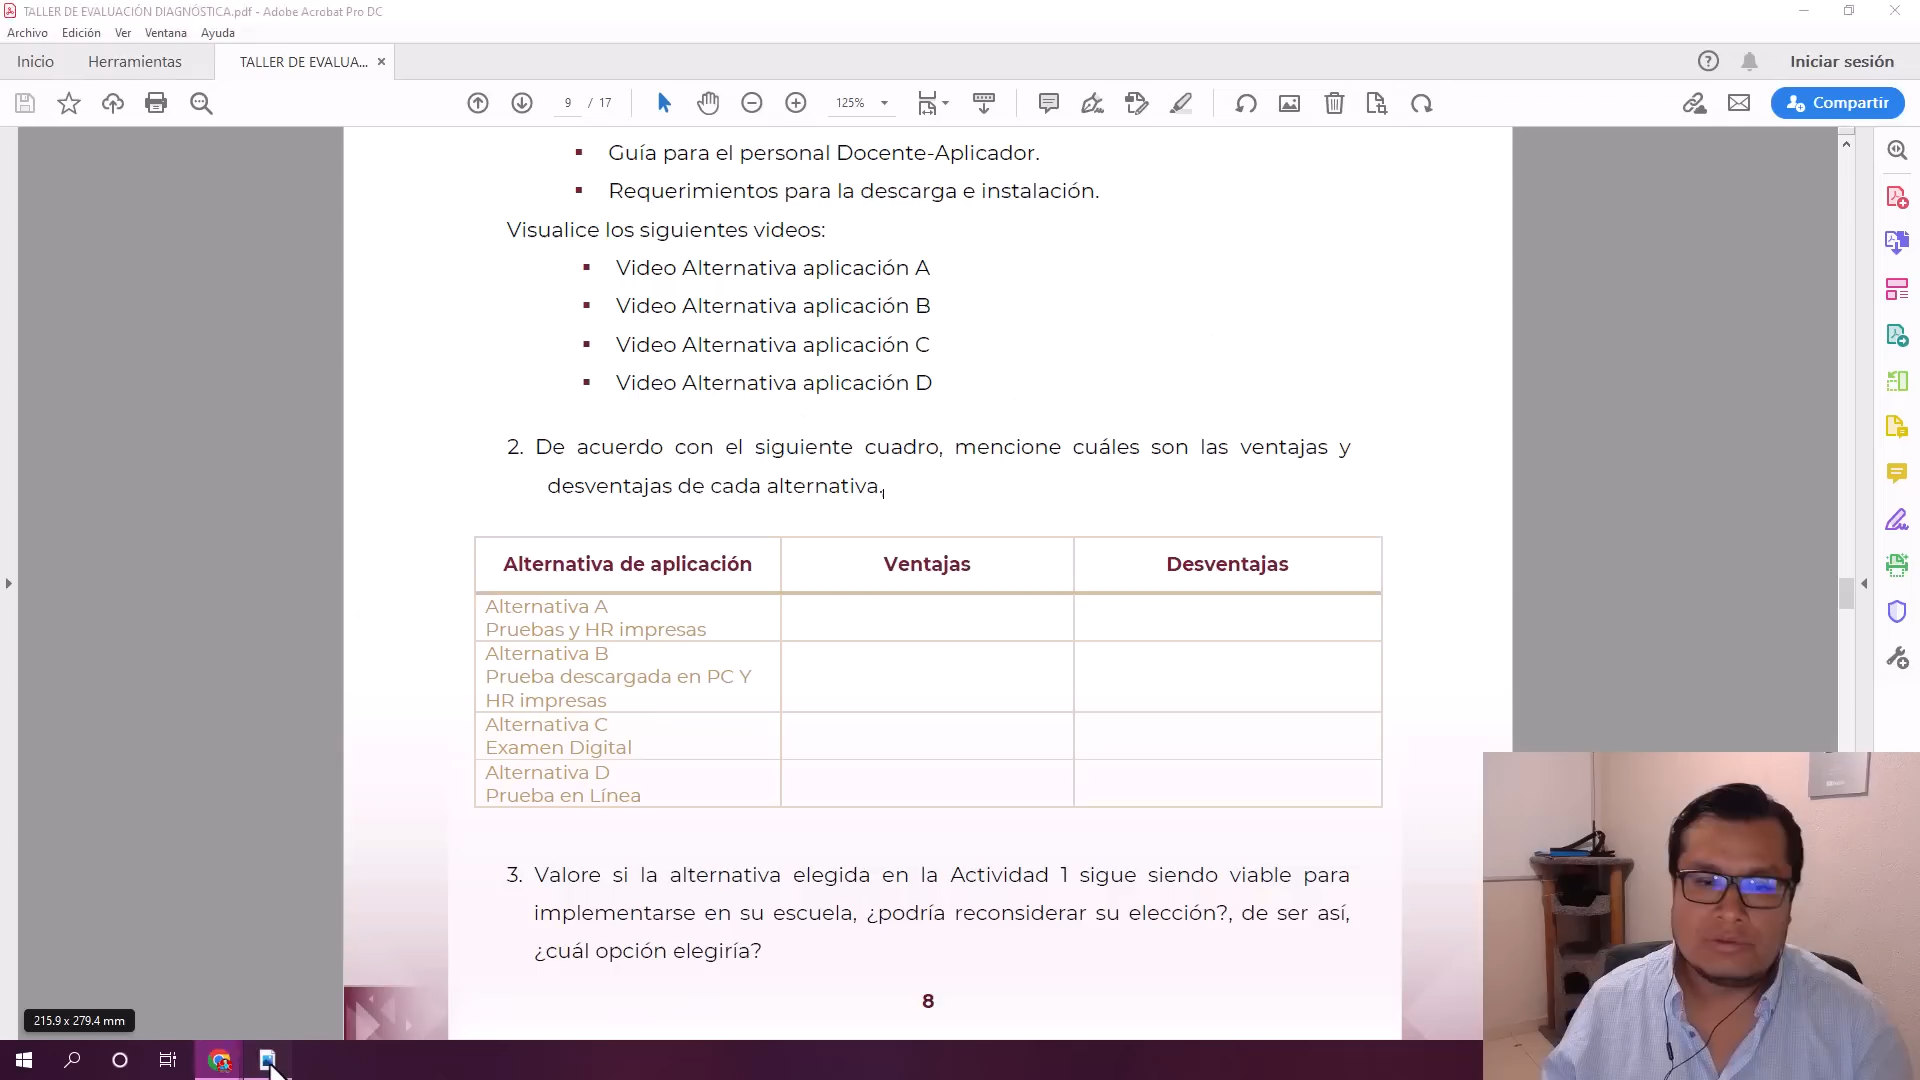 TALLER DE EVALUACIÓN DIAGNÓSTICA.pdf - Adobe Acrobat Pro DC
Archivo Edición Ver Ventana Ayuda
Inicio Herramientas TALLER DE EVALUA... × Iniciar sesión
9 / 17 125% Compartir
▪ Guía para el personal Docente-Aplicador.
▪ Requerimientos para la descarga e instalación.
Visualice los siguientes videos:
▪ Video Alternativa aplicación A
▪ Video Alternativa aplicación B
▪ Video Alternativa aplicación C
▪ Video Alternativa aplicación D
2. De acuerdo con el siguiente cuadro, mencione cuáles son las ventajas y
desventajas de cada alternativa.
Alternativa de aplicación Ventajas Desventajas
Alternativa A
Pruebas y HR impresas
Alternativa B
Prueba descargada en PC Y
HR impresas
Alternativa C
Examen Digital
Alternativa D
Prueba en Línea
3. Valore si la alternativa elegida en la Actividad 1 sigue siendo viable para
implementarse en su escuela, ¿podría reconsiderar su elección?, de ser así,
¿cuál opción elegiría?
8
215.9 x 279.4 mm